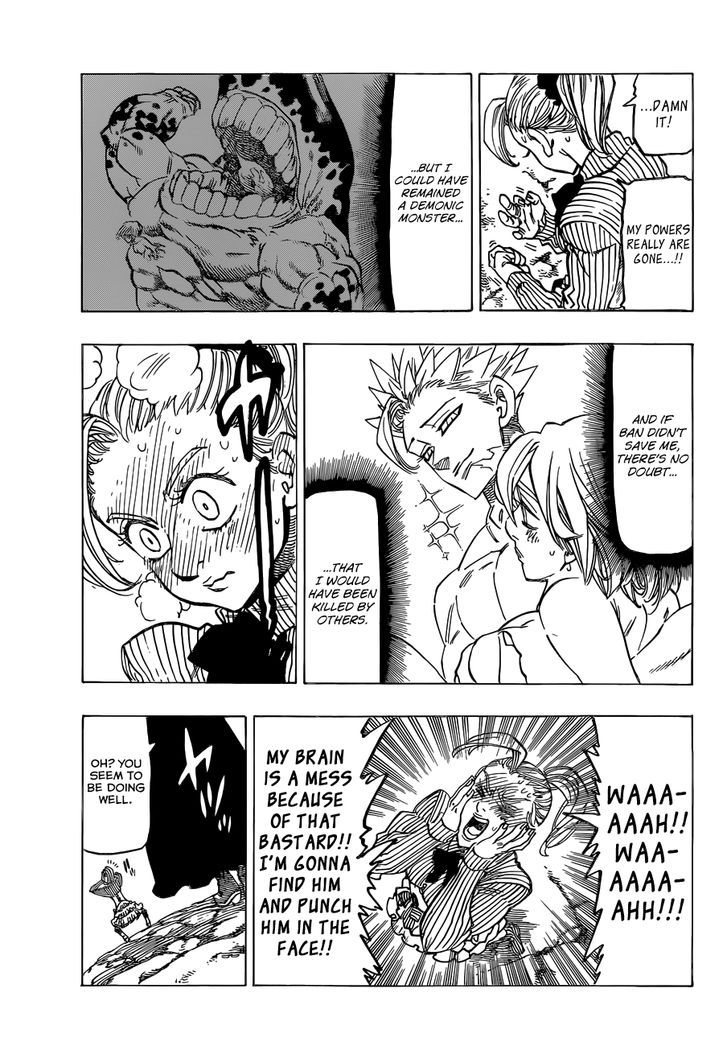 ...DAMN
IT!
MY POWERS
REALLY ARE
GONE...!!
...BUT I
COULD HAVE
REMAINED
A DEMONIC
MONSTER...
AND IF
BAN DIDN'T
SAVE ME,
THERE'S NO
DOUBT...
...THAT
I WOULD
HAVE BEEN
KILLED BY
OTHERS.
WAAA-
AAAH!!
WAA-
AAAA-
AHH!!!
MY BRAIN
IS A MESS
BECAUSE
OF THAT
BASTARD!!
I'M GONNA
FIND HIM
AND PUNCH
HIM IN THE
FACE!!
OH? YOU
SEEM TO
BE DOING
WELL.